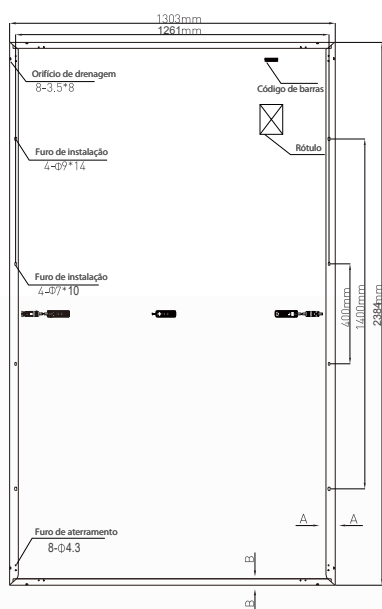 1303mm
1261mm
Orifício de drenagem
8-3.5*8
Código de barras
Rótulo
Furo de instalação
4-Φ9*14
Furo de instalação
4-Φ7*10
400mm
1400mm
2384mm
A
A
Furo de aterramento
8-Φ4.3
B
B